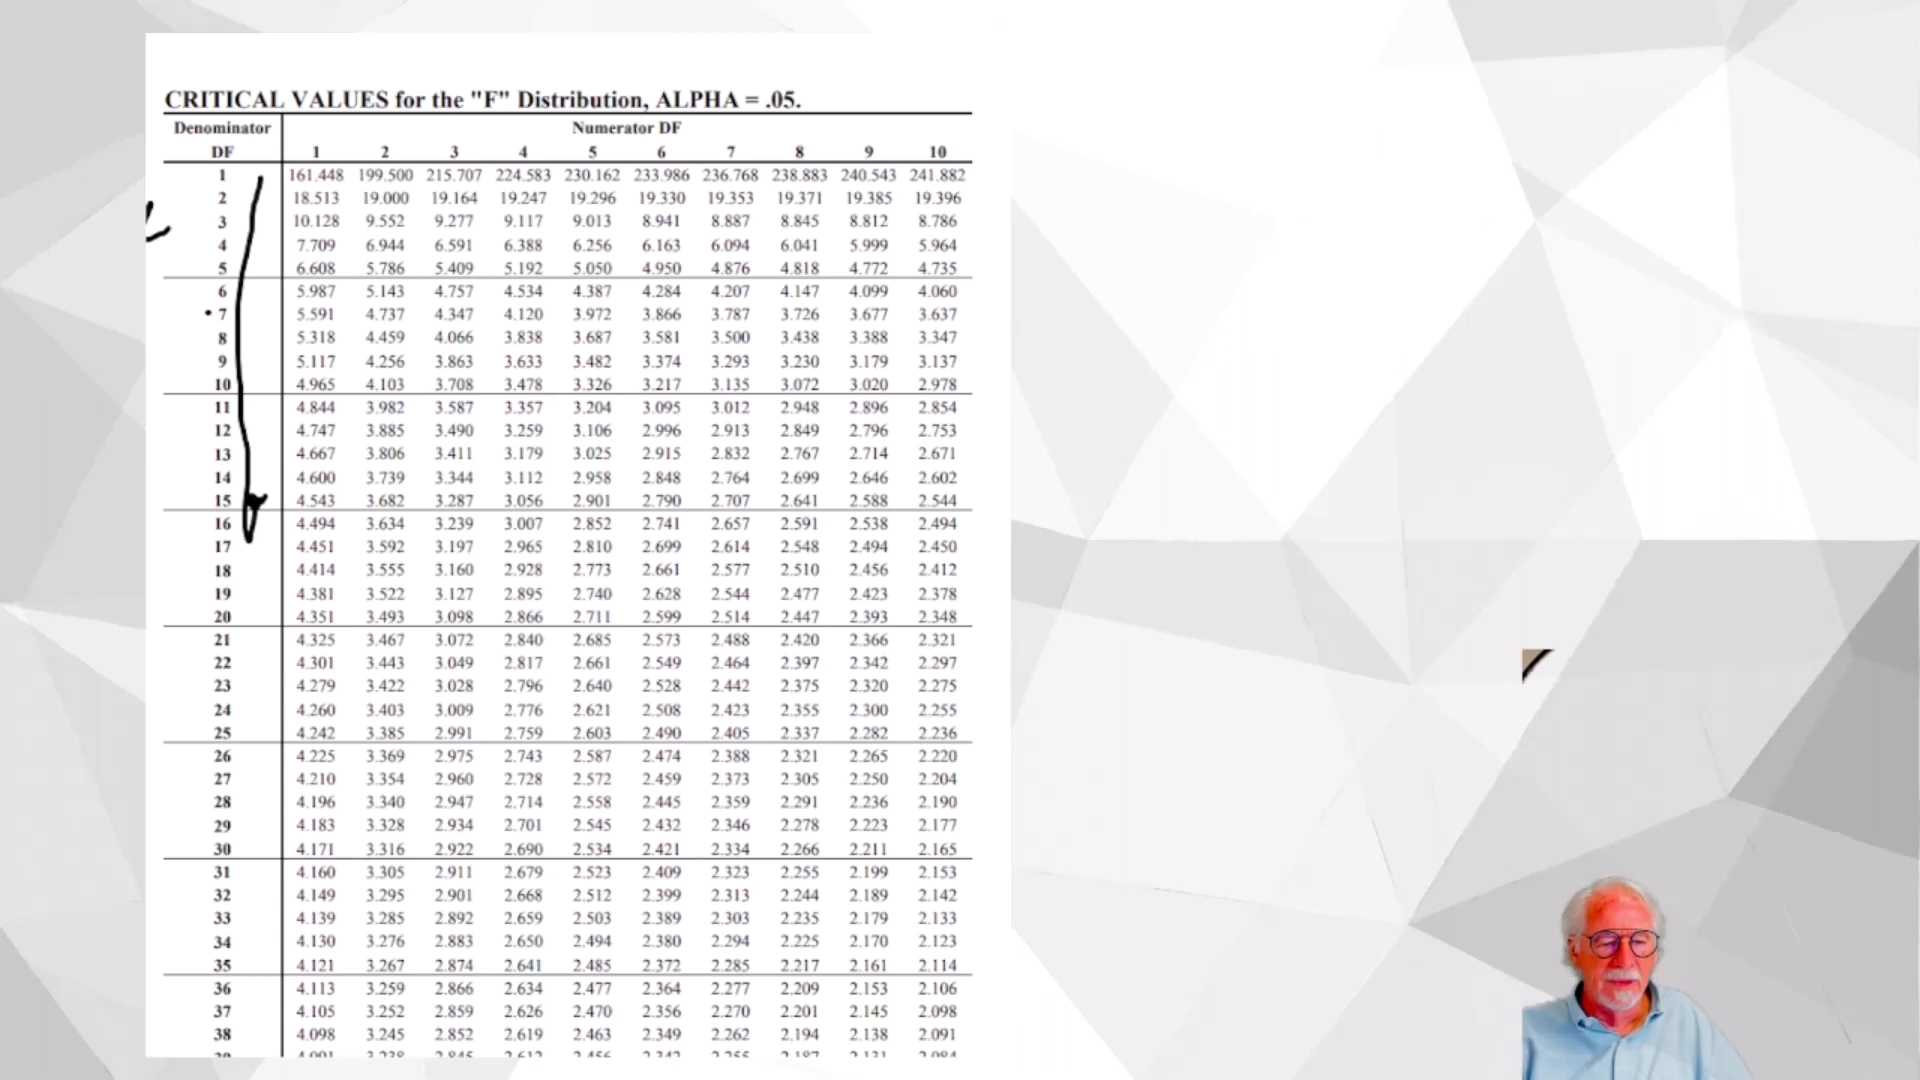 CRITICAL VALUES for the "F" Distribution, ALPHA = .05.
Denominator Numerator DF
DF 1 2 3 4 5 6 7 8 9 10
1 161.448 199.500 215.707 224.583 230.162 233.986 236.768 238.883 240.543 241.882
2 18.513 19.000 19.164 19.247 19.296 19.330 19.353 19.371 19.385 19.396
3 10.128 9.552 9.277 9.117 9.013 8.941 8.887 8.845 8.812 8.786
4 7.709 6.944 6.591 6.388 6.256 6.163 6.094 6.041 5.999 5.964
5 6.608 5.786 5.409 5.192 5.050 4.950 4.876 4.818 4.772 4.735
6 5.987 5.143 4.757 4.534 4.387 4.284 4.207 4.147 4.099 4.060
7 5.591 4.737 4.347 4.120 3.972 3.866 3.787 3.726 3.677 3.637
8 5.318 4.459 4.066 3.838 3.687 3.581 3.500 3.438 3.388 3.347
9 5.117 4.256 3.863 3.633 3.482 3.374 3.293 3.230 3.179 3.137
10 4.965 4.103 3.708 3.478 3.326 3.217 3.135 3.072 3.020 2.978
11 4.844 3.982 3.587 3.357 3.204 3.095 3.012 2.948 2.896 2.854
12 4.747 3.885 3.490 3.259 3.106 2.996 2.913 2.849 2.796 2.753
13 4.667 3.806 3.411 3.179 3.025 2.915 2.832 2.767 2.714 2.671
14 4.600 3.739 3.344 3.112 2.958 2.848 2.764 2.699 2.646 2.602
15 4.543 3.682 3.287 3.056 2.901 2.790 2.707 2.641 2.588 2.544
16 4.494 3.634 3.239 3.007 2.852 2.741 2.657 2.591 2.538 2.494
17 4.451 3.592 3.197 2.965 2.810 2.699 2.614 2.548 2.494 2.450
18 4.414 3.555 3.160 2.928 2.773 2.661 2.577 2.510 2.456 2.412
19 4.381 3.522 3.127 2.895 2.740 2.628 2.544 2.477 2.423 2.378
20 4.351 3.493 3.098 2.866 2.711 2.599 2.514 2.447 2.393 2.348
21 4.325 3.467 3.072 2.840 2.685 2.573 2.488 2.420 2.366 2.321
22 4.301 3.443 3.049 2.817 2.661 2.549 2.464 2.397 2.342 2.297
23 4.279 3.422 3.028 2.796 2.640 2.528 2.442 2.375 2.320 2.275
24 4.260 3.403 3.009 2.776 2.621 2.508 2.423 2.355 2.300 2.255
25 4.242 3.385 2.991 2.759 2.603 2.490 2.405 2.337 2.282 2.236
26 4.225 3.369 2.975 2.743 2.587 2.474 2.388 2.321 2.265 2.220
27 4.210 3.354 2.960 2.728 2.572 2.459 2.373 2.305 2.250 2.204
28 4.196 3.340 2.947 2.714 2.558 2.445 2.359 2.291 2.236 2.190
29 4.183 3.328 2.934 2.701 2.545 2.432 2.346 2.278 2.223 2.177
30 4.171 3.316 2.922 2.690 2.534 2.421 2.334 2.266 2.211 2.165
31 4.160 3.305 2.911 2.679 2.523 2.409 2.323 2.255 2.199 2.153
32 4.149 3.295 2.901 2.668 2.512 2.399 2.313 2.244 2.189 2.142
33 4.139 3.285 2.892 2.659 2.503 2.389 2.303 2.235 2.179 2.133
34 4.130 3.276 2.883 2.650 2.494 2.380 2.294 2.225 2.170 2.123
35 4.121 3.267 2.874 2.641 2.485 2.372 2.285 2.217 2.161 2.114
36 4.113 3.259 2.866 2.634 2.477 2.364 2.277 2.209 2.153 2.106
37 4.105 3.252 2.859 2.626 2.470 2.356 2.270 2.201 2.145 2.098
38 4.098 3.245 2.852 2.619 2.463 2.349 2.262 2.194 2.138 2.091